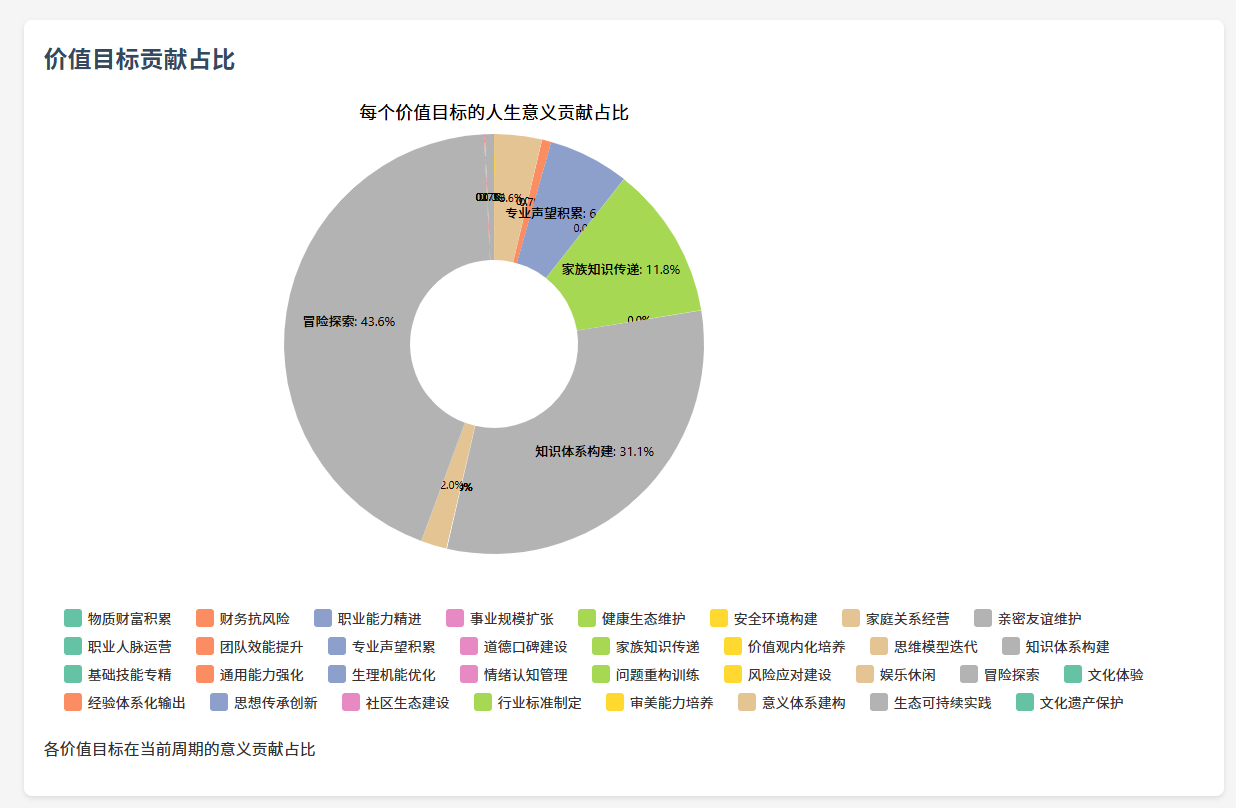 价值目标贡献占比
每个价值目标的人生意义贡献占比
专业声望积累: 6
家族知识传递: 11.8%
冒险探索: 43.6%
知识体系构建: 31.1%
2.0%
物质财富积累 财务抗风险 职业能力精进 事业规模扩张 健康生态维护 安全环境构建 家庭关系经营 亲密友谊维护
职业人脉运营 团队效能提升 专业声望积累 道德口碑建设 家族知识传递 价值观内化培养 思维模型迭代 知识体系构建
基础技能专精 通用能力强化 生理机能优化 情绪认知管理 问题重构训练 风险应对建设 娱乐休闲 冒险探索 文化体验
经验体系化输出 思想传承创新 社区生态建设 行业标准制定 审美能力培养 意义体系建构 生态可持续实践 文化遗产保护
各价值目标在当前周期的意义贡献占比